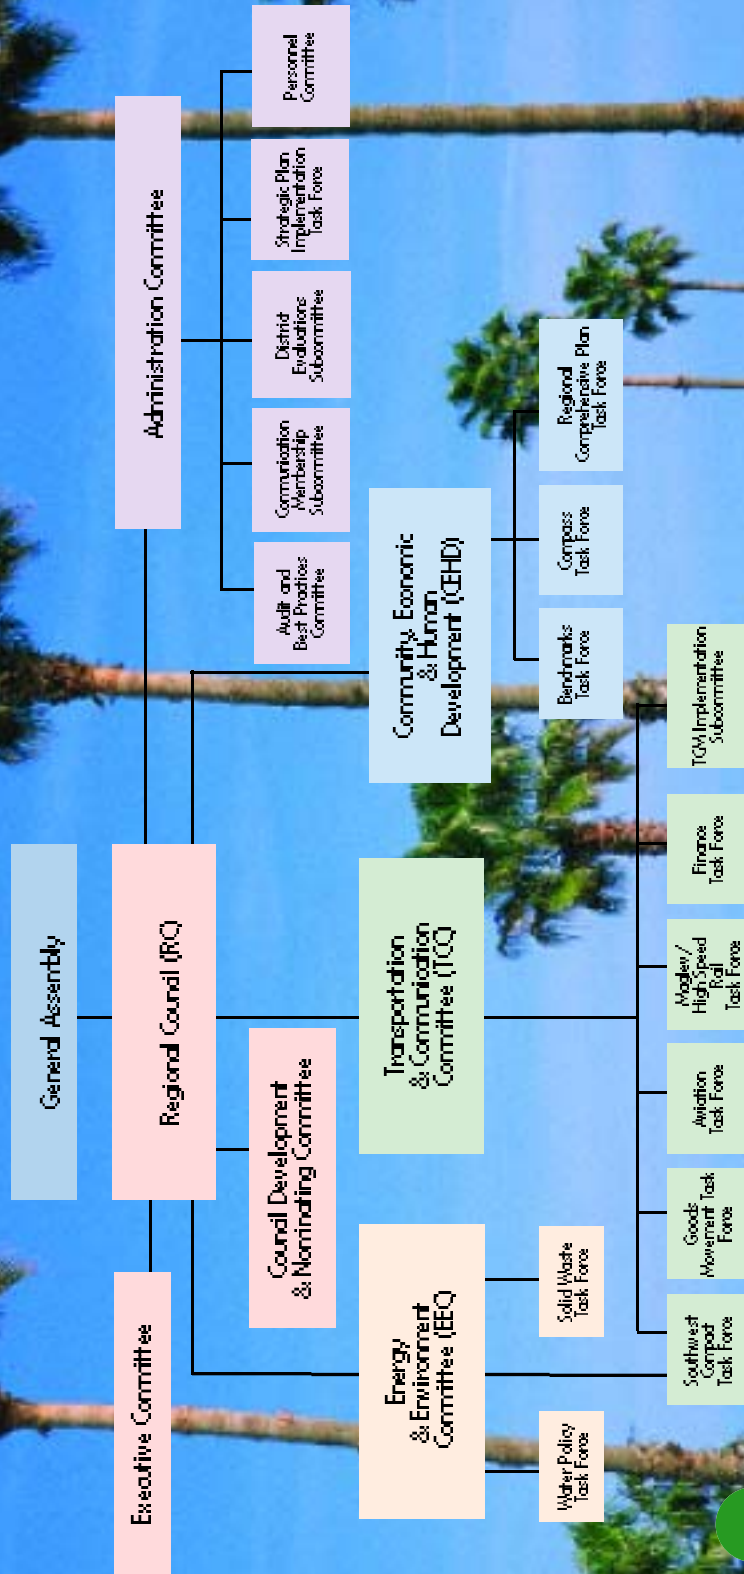 General Assembly
Executive Committee
Regional Council (RC)
Administration Committee
Council Development
& Nominating Committee
Audit and
Best Practices
Committee
Communication
Membership
Subcommittee
District
Evaluations
Subcommittee
Strategic Plan
Implementation
Task Force
Personnel
Committee
Energy
& Environment
Committee (EEC)
Transportation
& Communication
Committee (TCC)
Community, Economic
& Human
Development (CEHD)
Water Policy
Task Force
Solid Waste
Task Force
Benchmarks
Task Force
Compass
Task Force
Regional
Comprehensive Plan
Task Force
Southwest
Compact
Task Force
Goods
Movement Task
Force
Aviation
Task Force
Maglev/
High Speed
Rail
Task Force
Finance
Task Force
TCM Implementation
Subcommittee